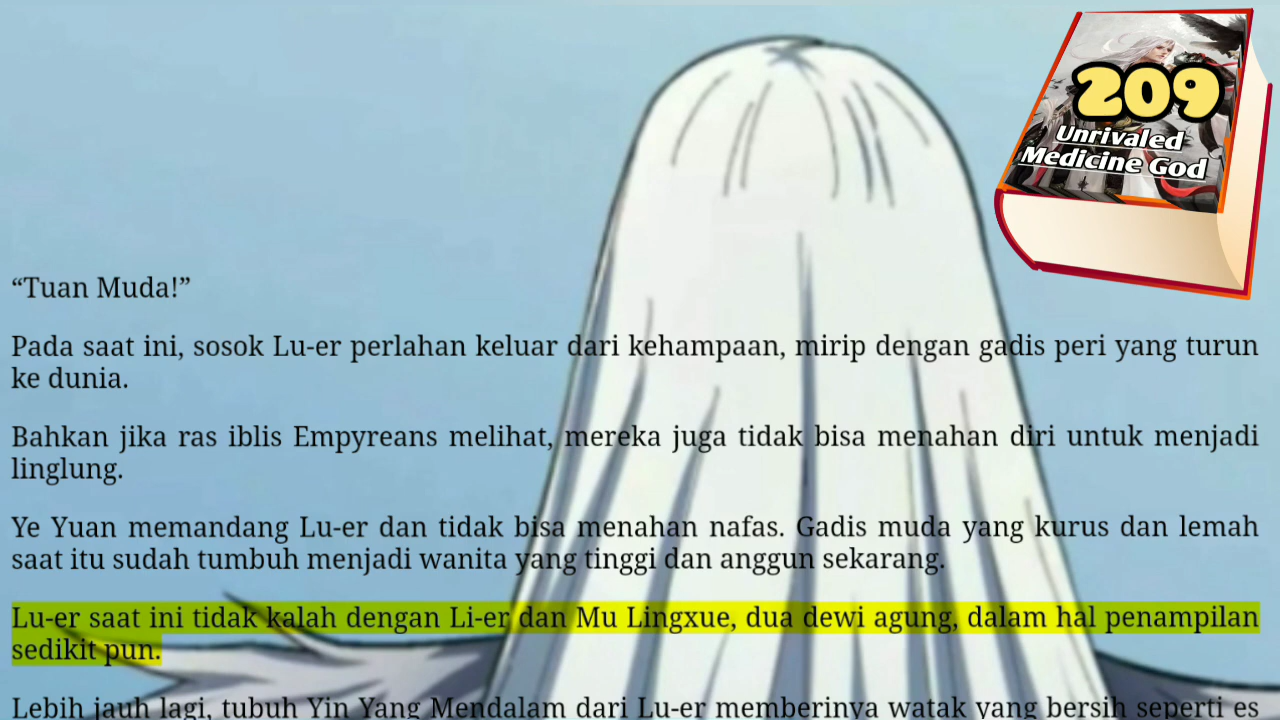 209
Unrivaled
Medicine God
“Tuan Muda!”
Pada saat ini, sosok Lu-er perlahan keluar dari kehampaan, mirip dengan gadis peri yang turun
ke dunia.
Bahkan jika ras iblis Empyreans melihat, mereka juga tidak bisa menahan diri untuk menjadi
linglung.
Ye Yuan memandang Lu-er dan tidak bisa menahan nafas. Gadis muda yang kurus dan lemah
saat itu sudah tumbuh menjadi wanita yang tinggi dan anggun sekarang.
Lu-er saat ini tidak kalah dengan Li-er dan Mu Lingxue, dua dewi agung, dalam hal penampilan
sedikit pun.
Lebih jauh lagi, tubuh Yin Yang Mendalam dari Lu-er memberinya watak yang bersih seperti es